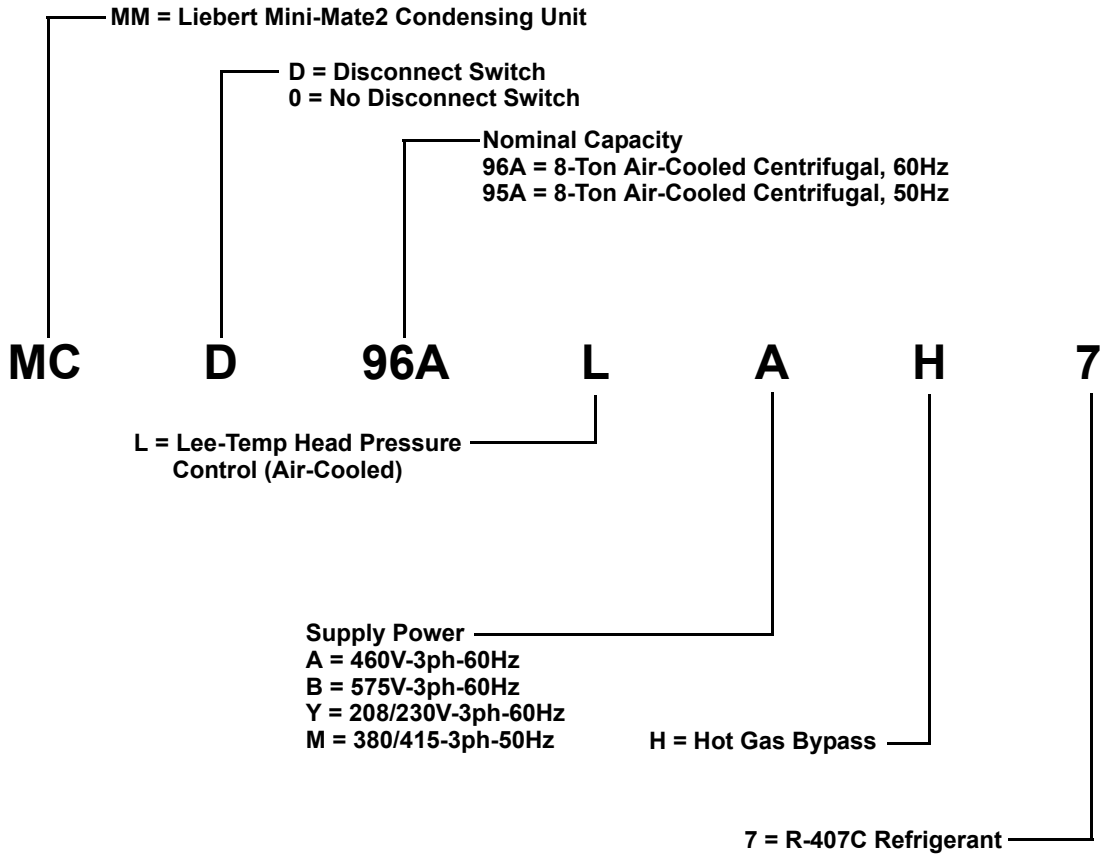 MM = Liebert Mini-Mate2 Condensing Unit
D = Disconnect Switch
0 = No Disconnect Switch
Nominal Capacity
96A = 8-Ton Air-Cooled Centrifugal, 60Hz
95A = 8-Ton Air-Cooled Centrifugal, 50Hz
MC D 96A L A H 7
L = Lee-Temp Head Pressure
Control (Air-Cooled)
Supply Power
A = 460V-3ph-60Hz
B = 575V-3ph-60Hz
Y = 208/230V-3ph-60Hz
M = 380/415-3ph-50Hz
H = Hot Gas Bypass
7 = R-407C Refrigerant